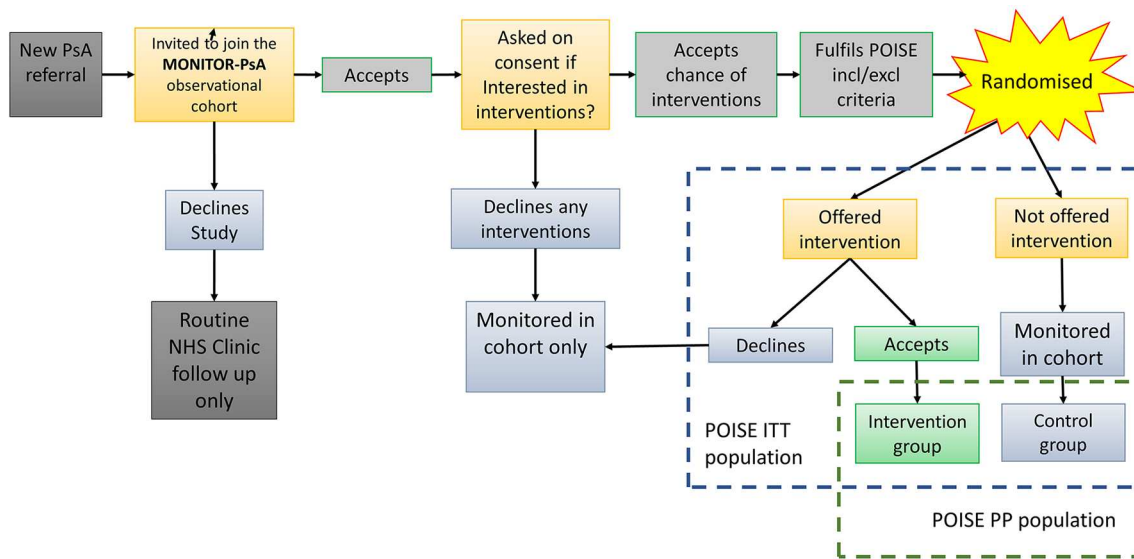 New PsA
referral
Invited to join the
MONITOR-PsA
observational
cohort
Accepts
Asked on
consent if
Interested in
interventions?
Accepts
chance of
interventions
Fulfils POISE
incl/excl
criteria
Randomised
Declines
Study
Declines any
interventions
Offered
intervention
Not offered
intervention
Routine
NHS Clinic
follow up
only
Monitored in
cohort only
Declines
Accepts
Monitored
in cohort
POISE ITT
population
Intervention
group
Control
group
POISE PP population